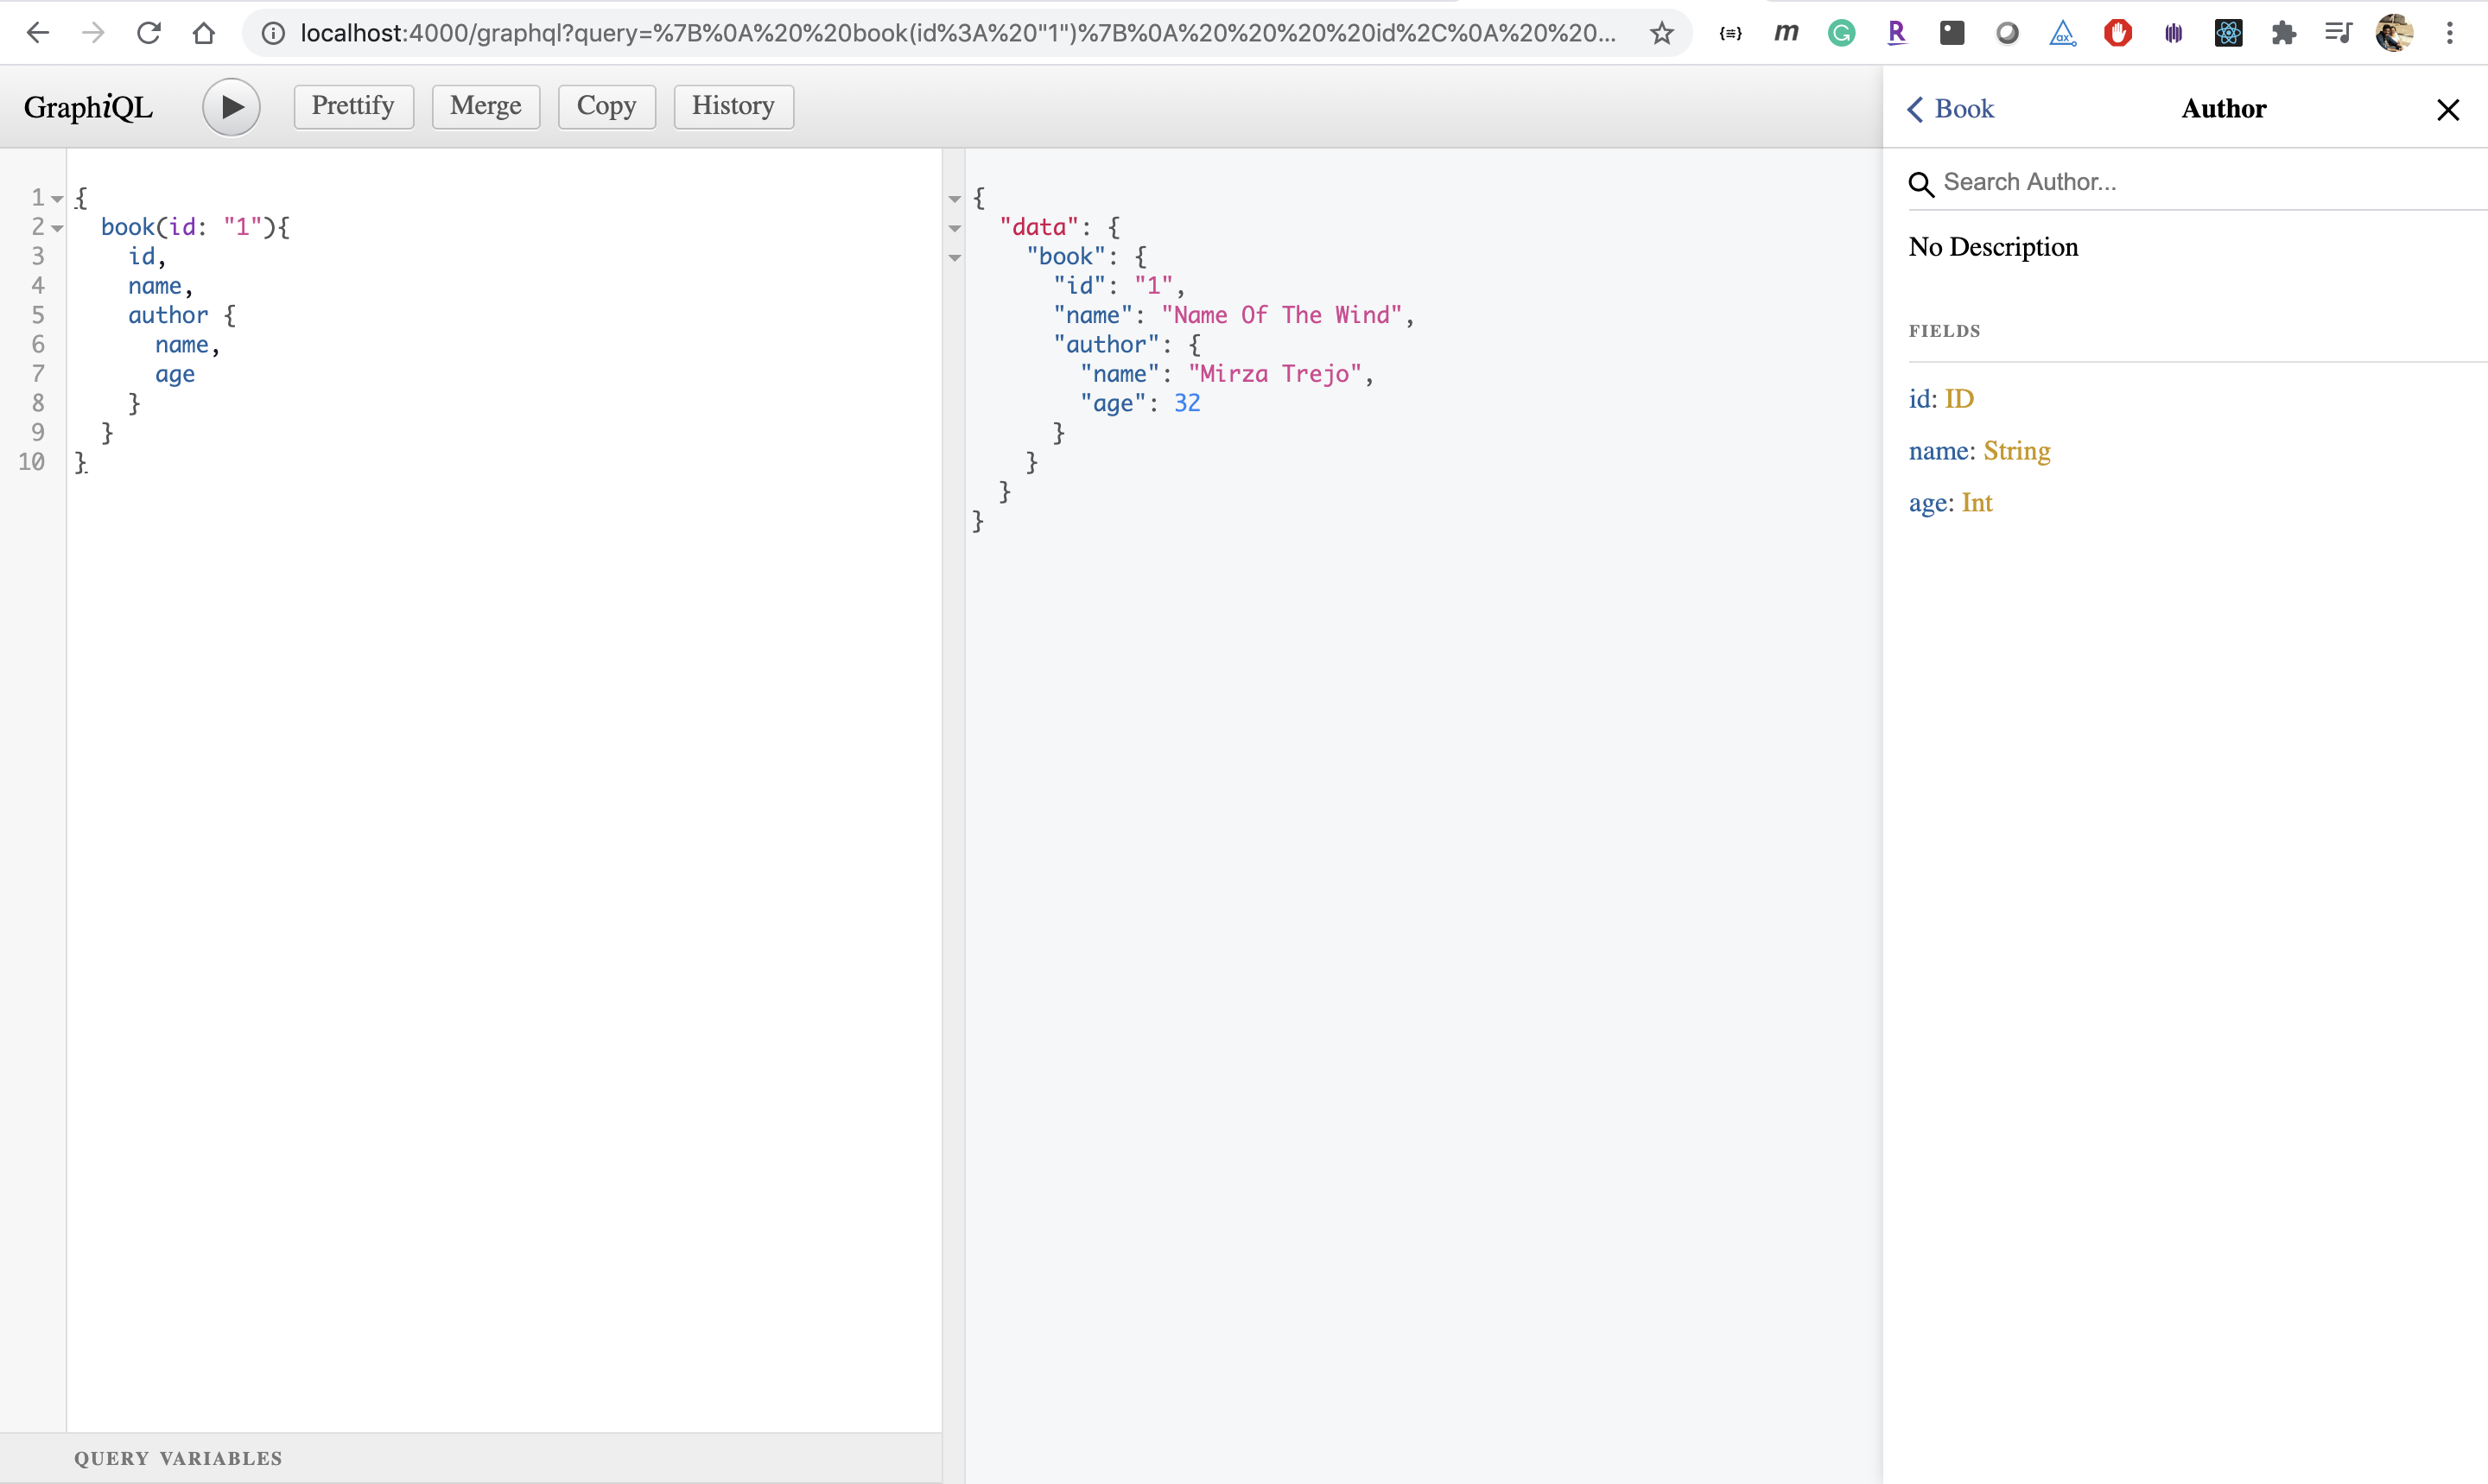 localhost:4000/graphql?query=%7B%0A%20%20book(id%3A%20"1")%7B%0A%20%20%20%20id%2C%0A%20%20...
GraphiQL
Prettify Merge Copy History
1 {
2 book(id: "1"){
3 id,
4 name,
5 author {
6 name,
7 age
8 }
9 }
10 }
QUERY VARIABLES
{
"data": {
"book": {
"id": "1",
"name": "Name Of The Wind",
"author": {
"name": "Mirza Trejo",
"age": 32
}
}
}
}
Book Author
Search Author...
No Description
FIELDS
id: ID
name: String
age: Int